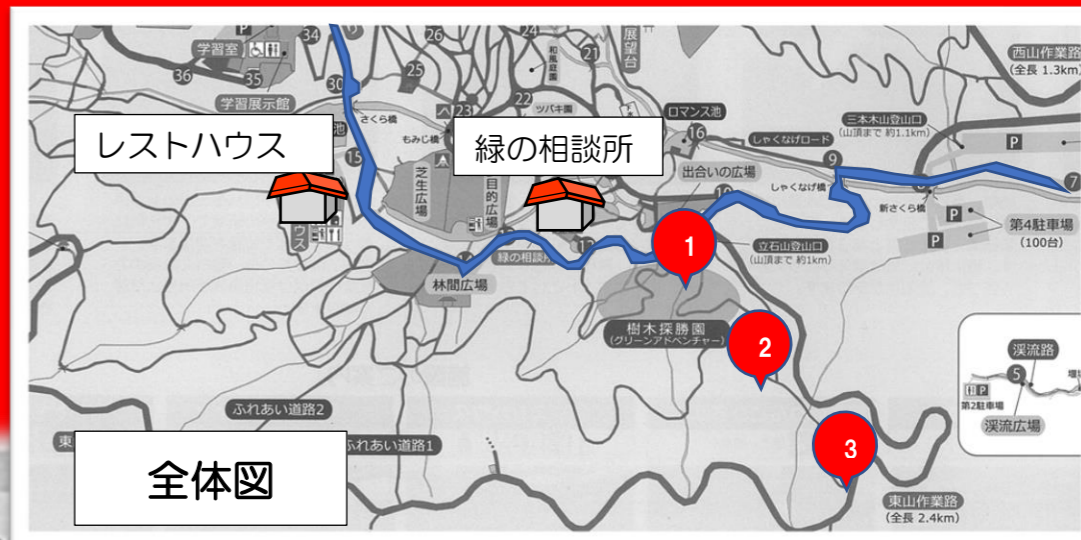 34
26
24
学習室
P
展望台
21
和風庭園
西山作業路
(全長 1.3km)
36
35
25
30
学習展示館
22
23
ツバキ園
ロマンス池
三本木山登山口
(山頂まで 約1.1km)
さくら橋
もみじ橋
16
しゃくなげロード
P
レストハウス
緑の相談所
15
9
出合いの広場
しゃくなげ橋
8
7
芝生広場
目的広場
10
新さくら橋
P
第4駐車場
(100台)
P
ウス
1
立石山登山口
(山頂まで 約1km)
緑の相談所
12
林間広場
樹木探勝園
(グリーンアドベンチャー)
2
渓流路
5
P
第2駐車場
渓流広場
ふれあい道路2
東
ふれあい道路1
3
全体図
東山作業路
(全長 2.4km)